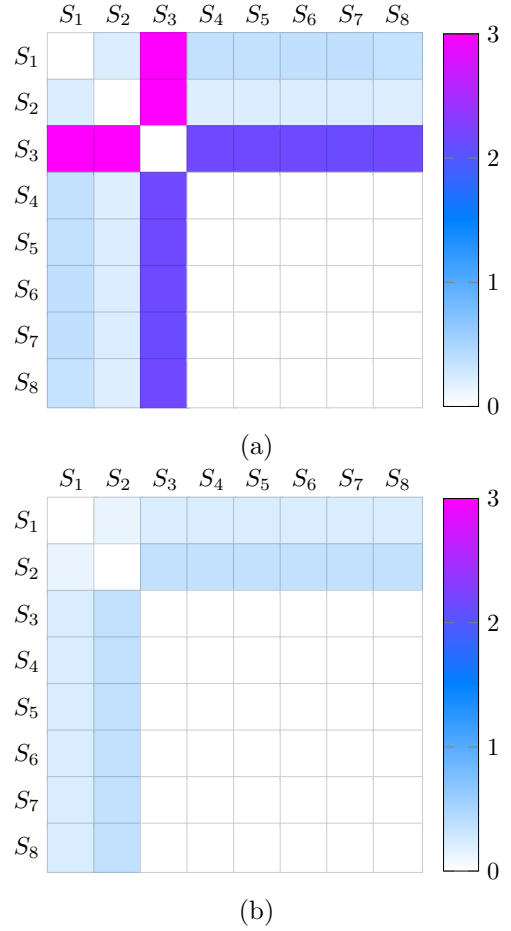 S₁ S₂ S₃ S₄ S₅ S₆ S₇ S₈
S₁
S₂
S₃
S₄
S₅
S₆
S₇
S₈
3
2
1
0
(a)
S₁ S₂ S₃ S₄ S₅ S₆ S₇ S₈
S₁
S₂
S₃
S₄
S₅
S₆
S₇
S₈
3
2
1
0
(b)